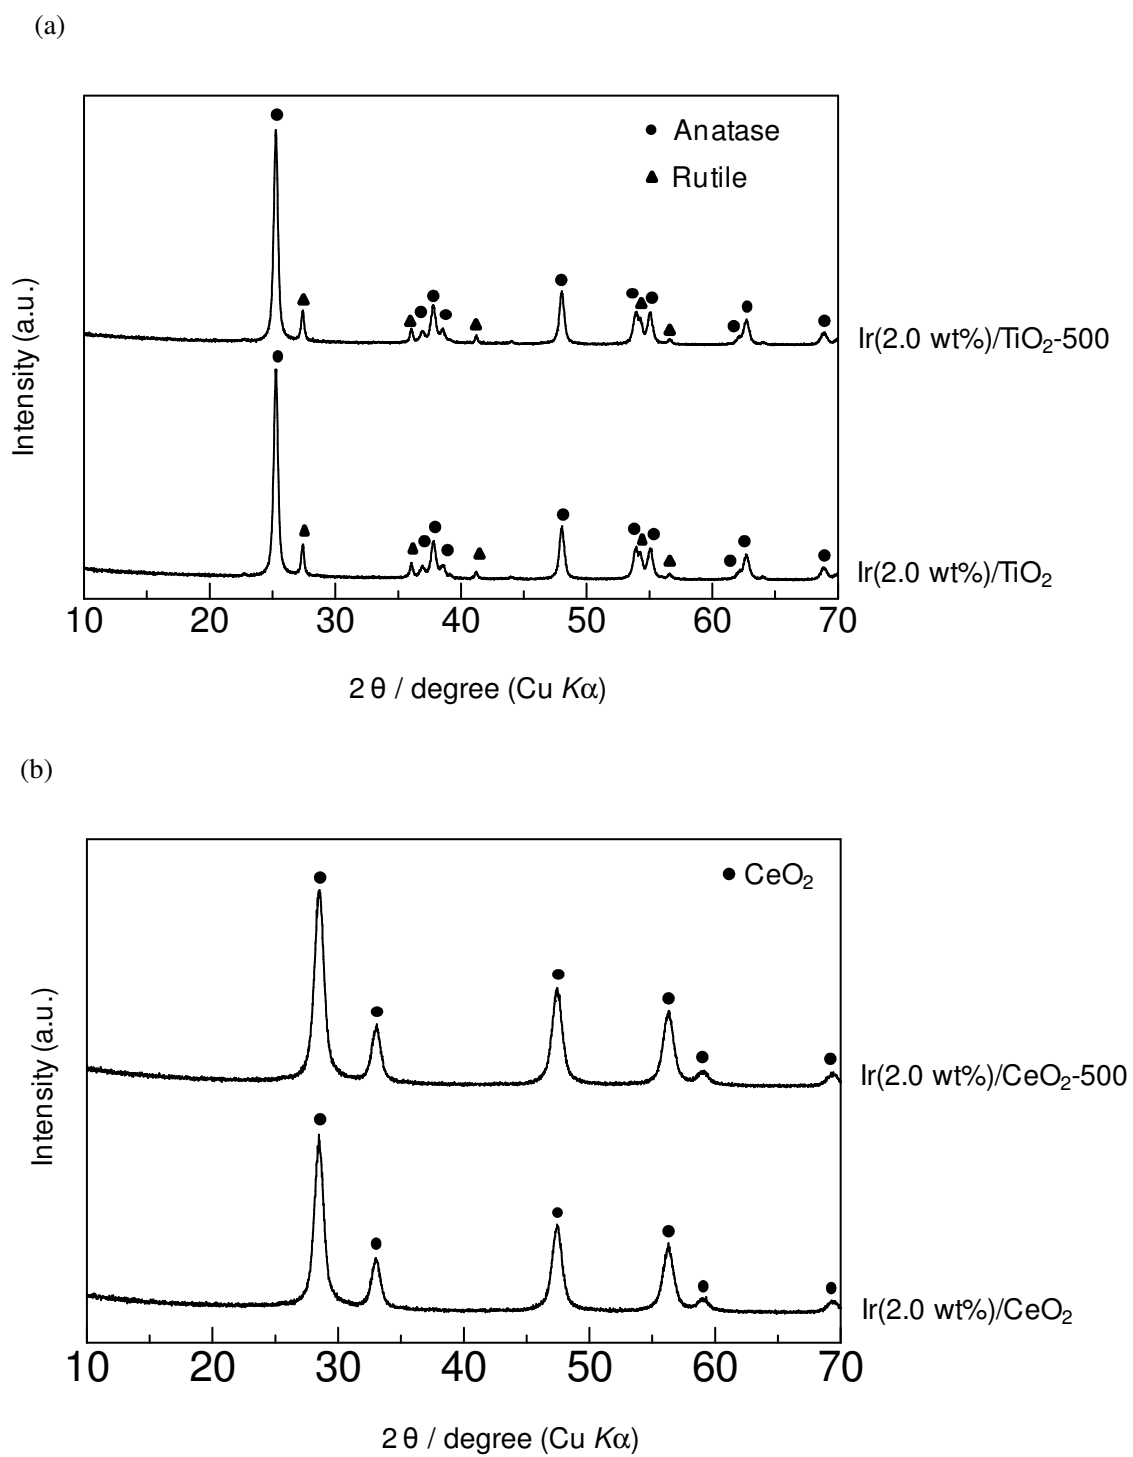 (a)
● Anatase
▲ Rutile
Intensity (a.u.)
Ir(2.0 wt%)/TiO₂-500
Ir(2.0 wt%)/TiO₂
10 20 30 40 50 60 70
2 θ / degree (Cu Kα)
(b)
● CeO₂
Intensity (a.u.)
Ir(2.0 wt%)/CeO₂-500
Ir(2.0 wt%)/CeO₂
10 20 30 40 50 60 70
2 θ / degree (Cu Kα)